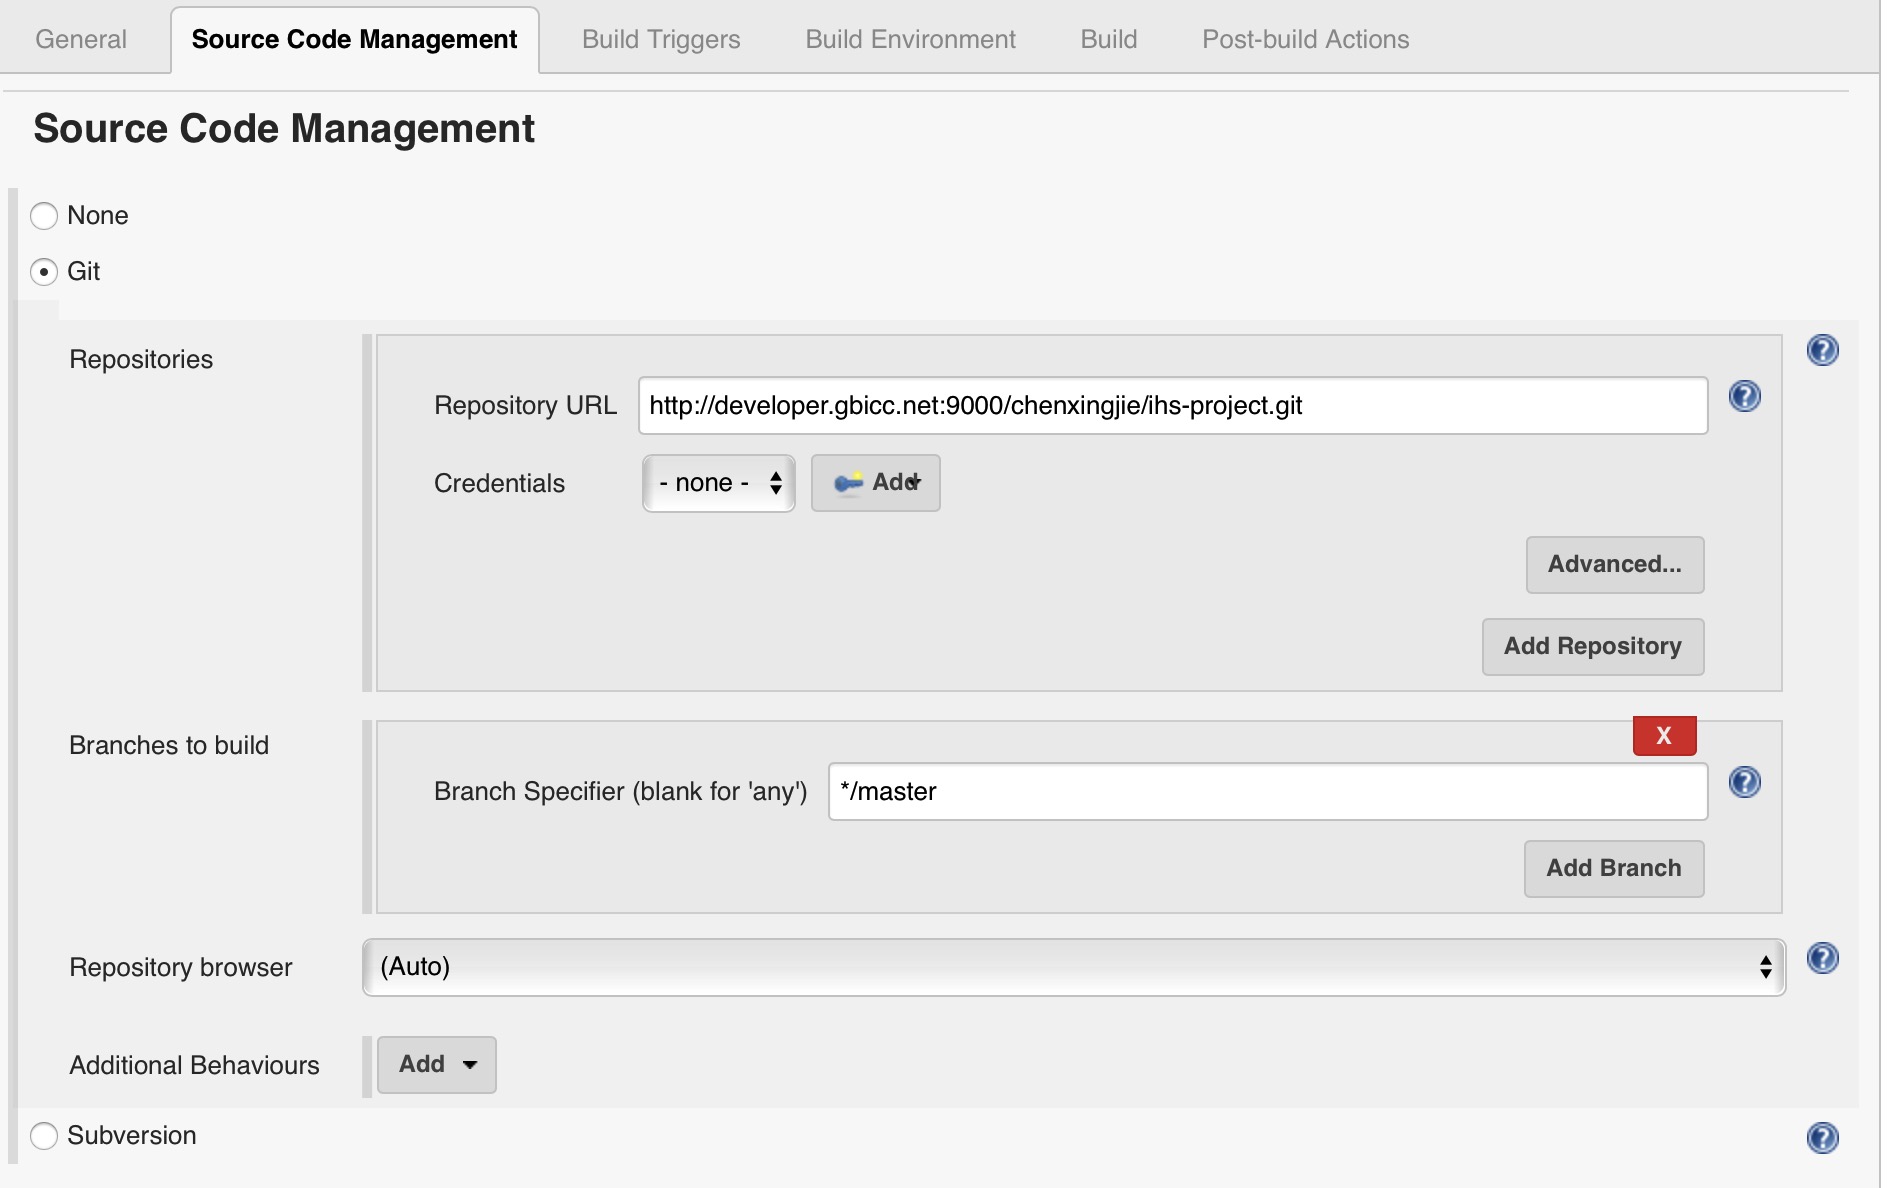 General Source Code Management Build Triggers Build Environment Build Post-build Actions
Source Code Management
None
Git
Repositories
Repository URL http://developer.gbicc.net:9000/chenxingjie/ihs-project.git
Credentials - none - Add
Advanced...
Add Repository
Branches to build
X
Branch Specifier (blank for 'any') */master
Add Branch
Repository browser (Auto)
Additional Behaviours Add
Subversion